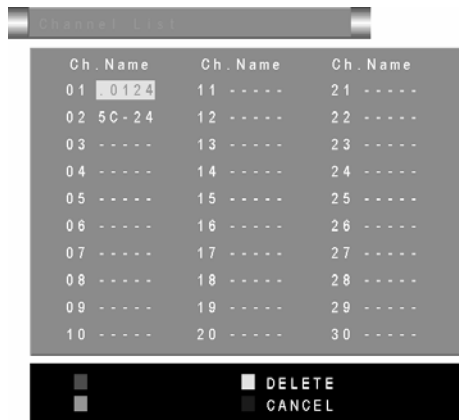 Channel List
Ch.Name Ch.Name Ch.Name
01 .0124 11 ----- 21 -----
02 5C-24 12 ----- 22 -----
03 ----- 13 ----- 23 -----
04 ----- 14 ----- 24 -----
05 ----- 15 ----- 25 -----
06 ----- 16 ----- 26 -----
07 ----- 17 ----- 27 -----
08 ----- 18 ----- 28 -----
09 ----- 19 ----- 29 -----
10 ----- 20 ----- 30 -----
DELETE
CANCEL